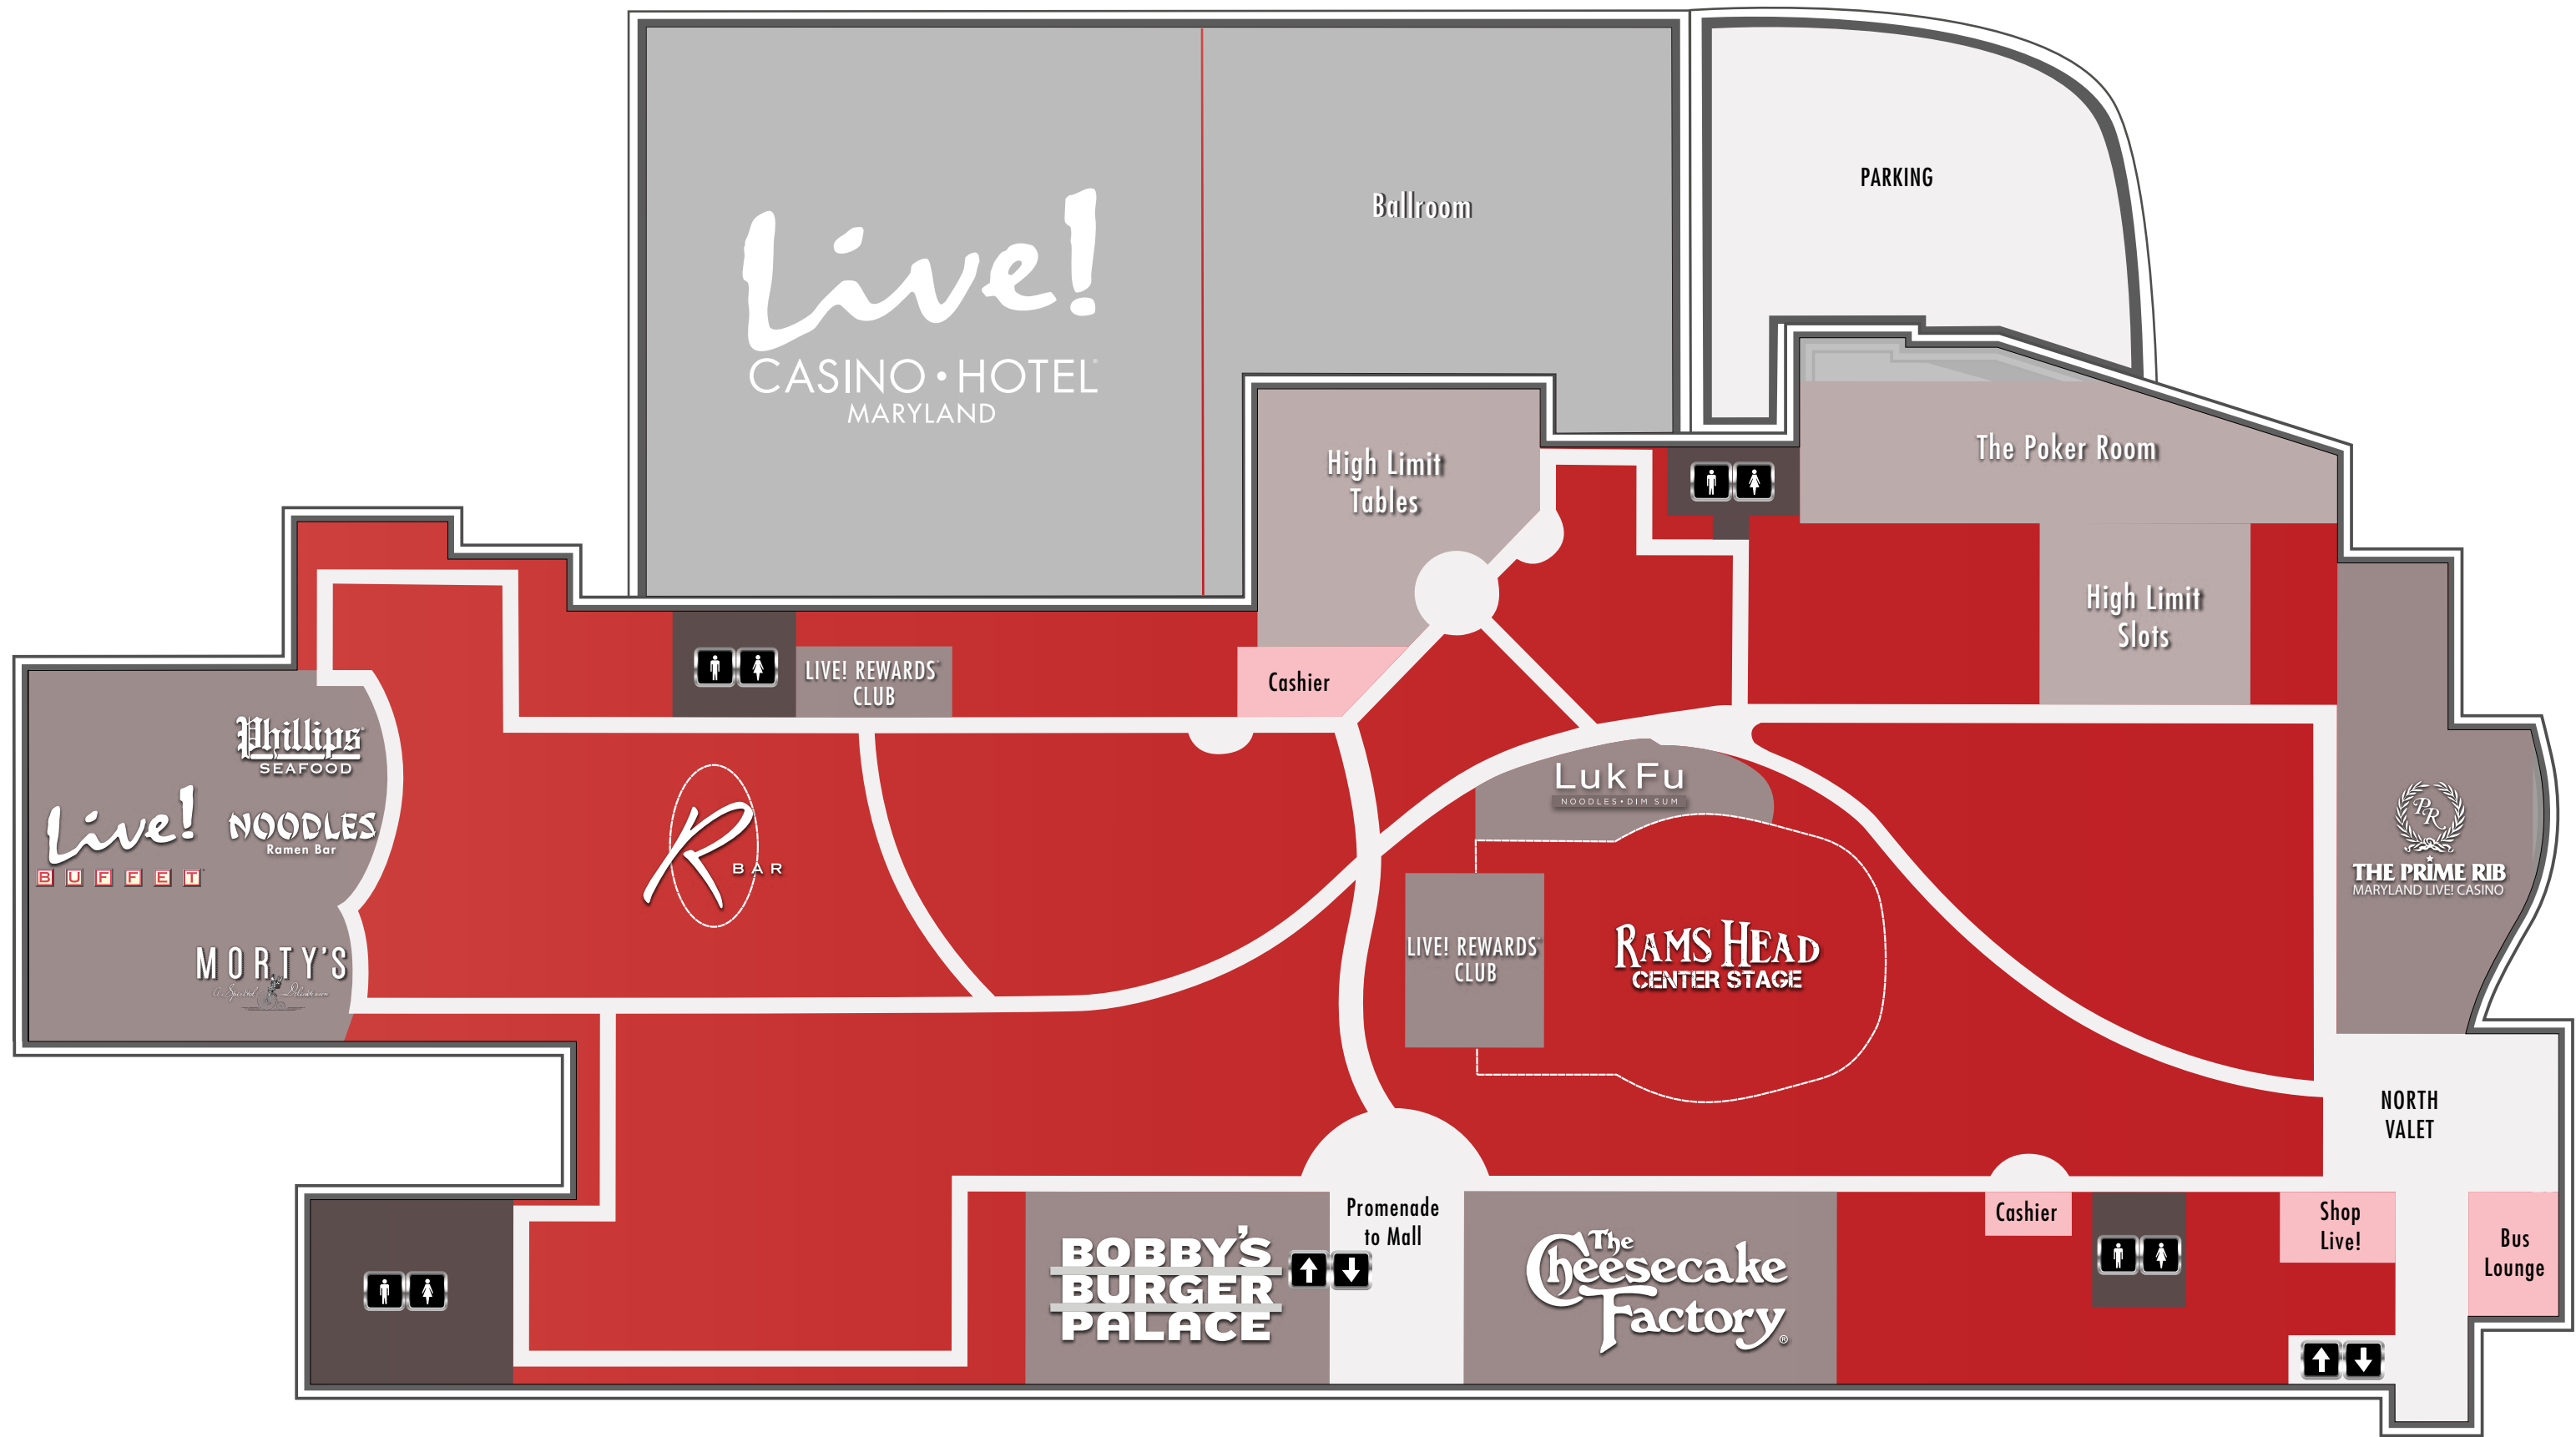 Live!
CASINO • HOTEL
MARYLAND
Ballroom
PARKING
High Limit
Tables
The Poker Room
High Limit
Slots
LIVE! REWARDS
CLUB
Cashier
Phillips
SEAFOOD
Live!
BUFFET
NOODLES
Ramen Bar
MORTY'S
R
BAR
LukFu
NOODLES • DIM SUM
LIVE! REWARDS
CLUB
RAMS HEAD
CENTER STAGE
PR
THE PRIME RIB
MARYLAND LIVE! CASINO
NORTH
VALET
BOBBY'S
BURGER
PALACE
Promenade
to Mall
The
Cheesecake
Factory®
Cashier
Shop
Live!
Bus
Lounge